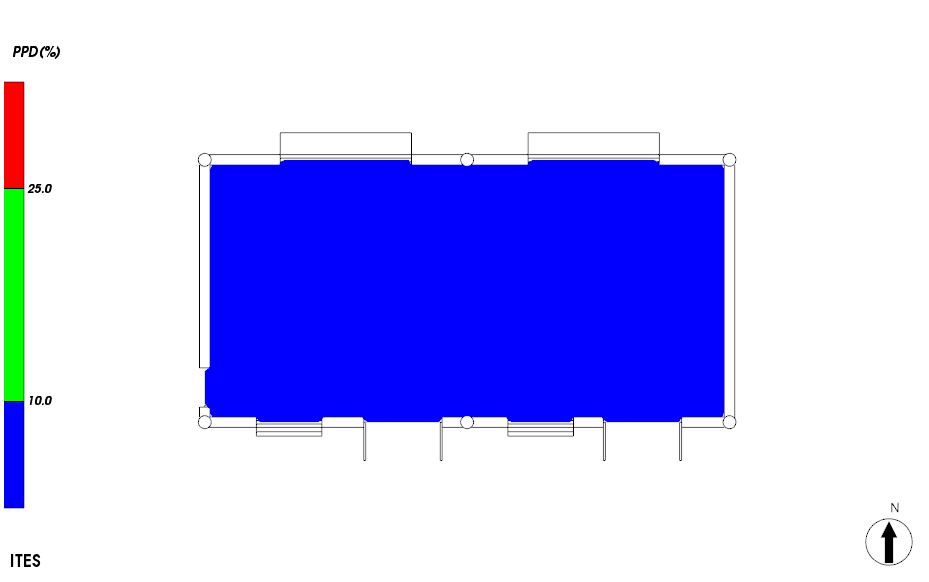 PPD(%)
25.0
10.0
N
ITES